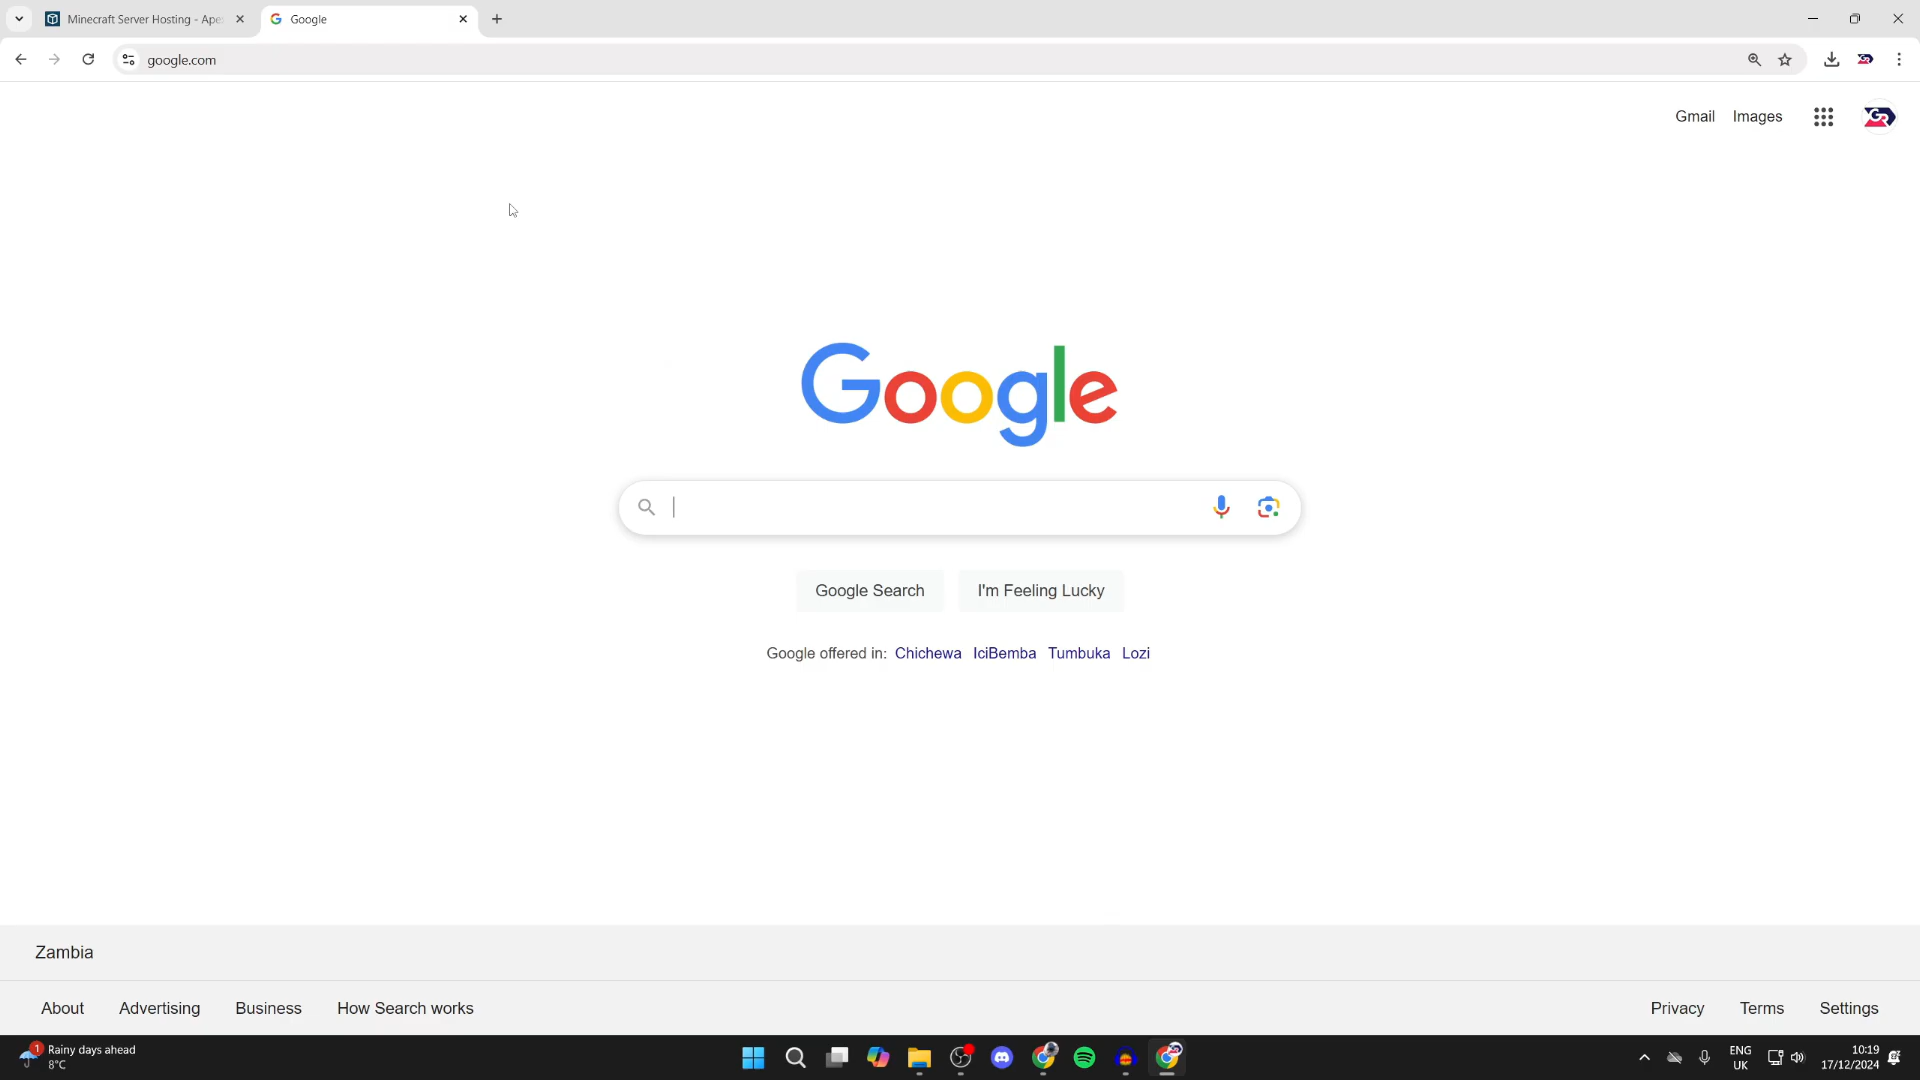 Minecraft Server Hosting - Ape
Google
google.com
Gmail Images
GR
Google
Google Search I'm Feeling Lucky
Google offered in: Chichewa IciBemba Tumbuka Lozi
Zambia
About Advertising Business How Search works Privacy Terms Settings
1 Rainy days ahead
8°C
ENG
UK
10:19
17/12/2024